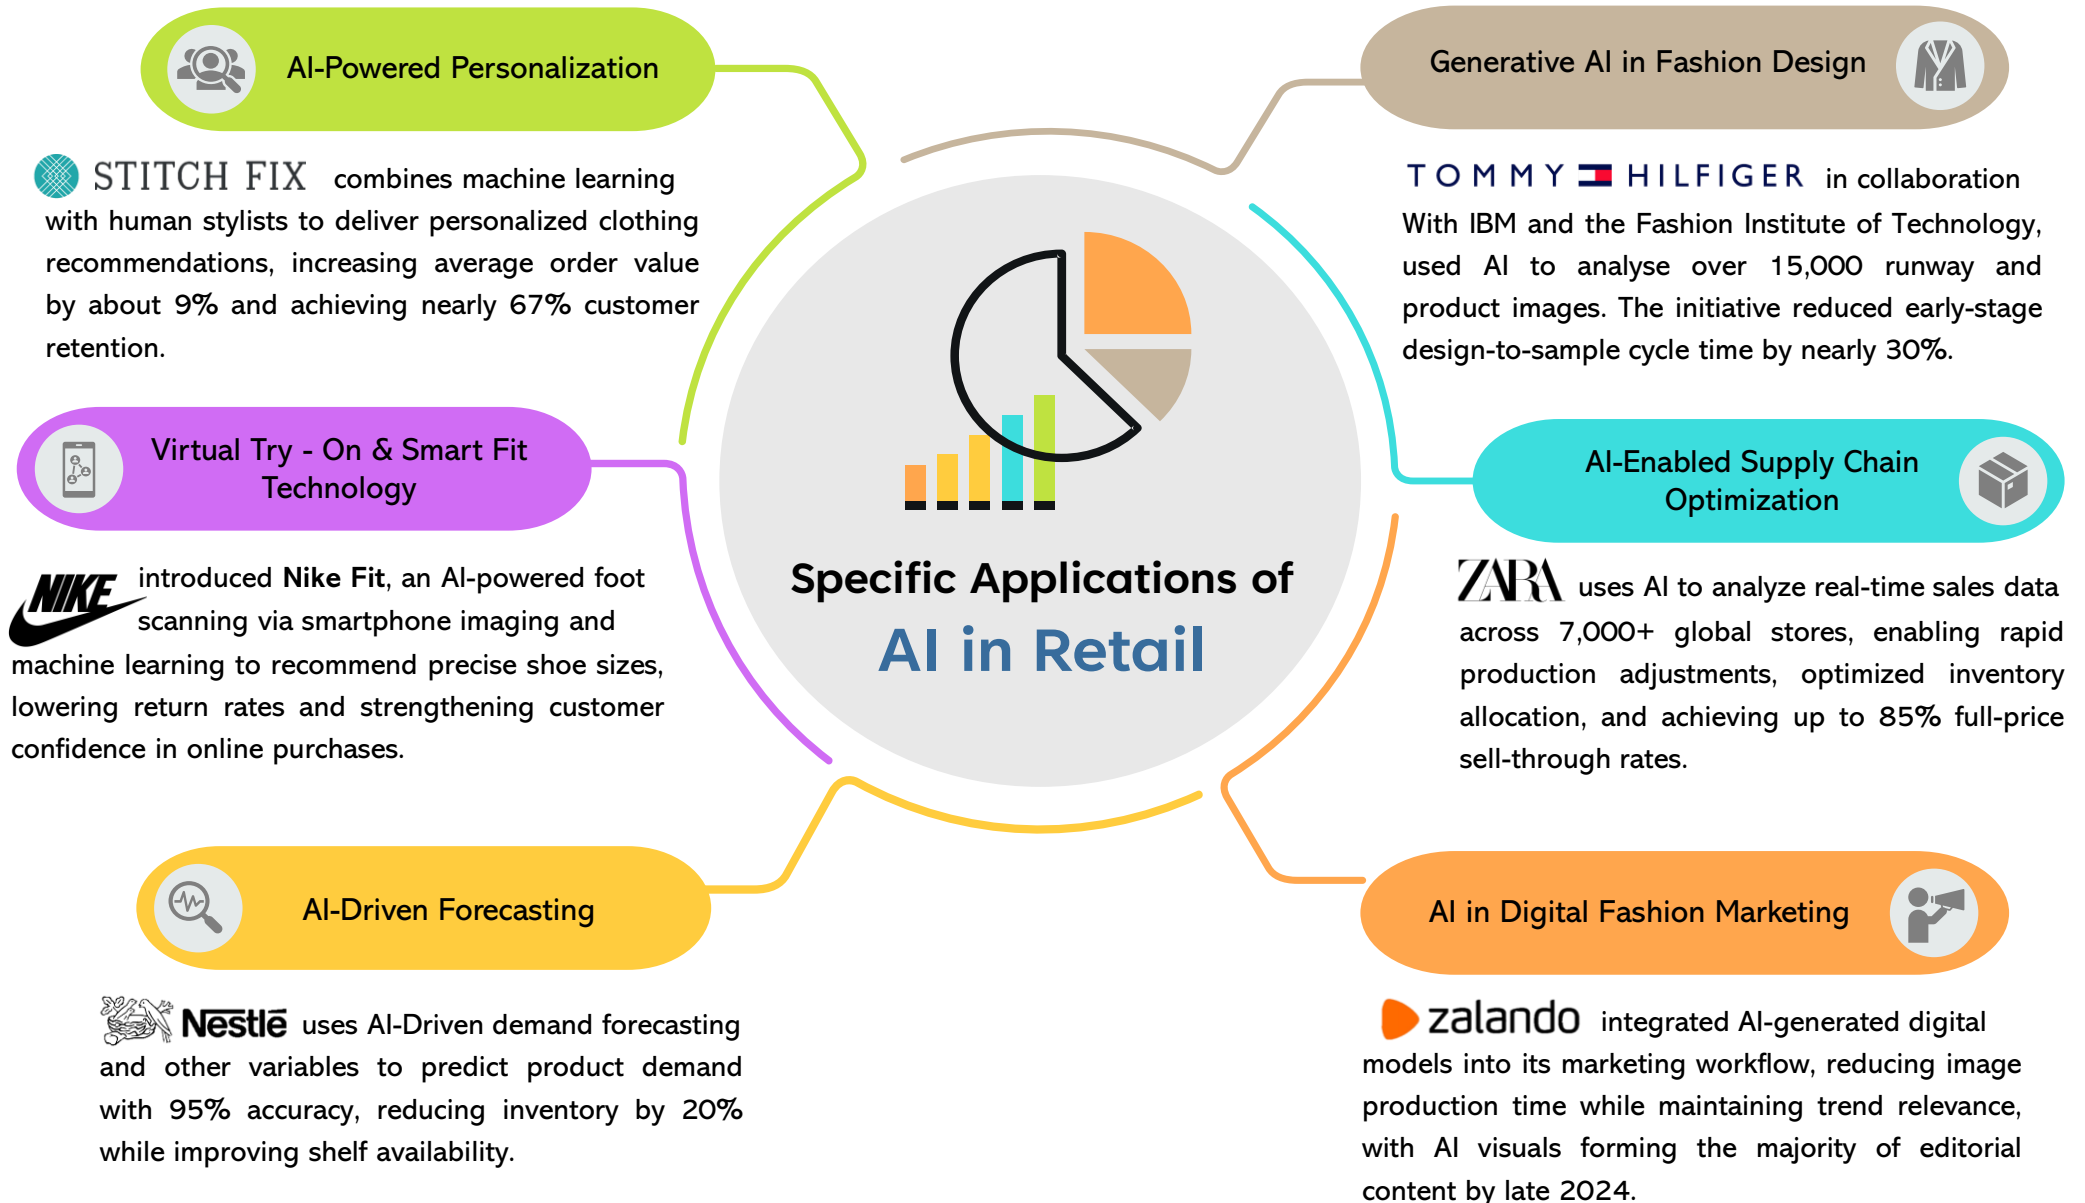 AI-Powered Personalization
STITCH FIX combines machine learning
with human stylists to deliver personalized clothing
recommendations, increasing average order value
by about 9% and achieving nearly 67% customer
retention.
Virtual Try - On & Smart Fit
Technology
NIKE introduced Nike Fit, an AI-powered foot
scanning via smartphone imaging and
machine learning to recommend precise shoe sizes,
lowering return rates and strengthening customer
confidence in online purchases.
AI-Driven Forecasting
Nestlé uses AI-Driven demand forecasting
and other variables to predict product demand
with 95% accuracy, reducing inventory by 20%
while improving shelf availability.
Specific Applications of
AI in Retail
Generative AI in Fashion Design
TOMMY HILFIGER in collaboration
With IBM and the Fashion Institute of Technology,
used AI to analyse over 15,000 runway and
product images. The initiative reduced early-stage
design-to-sample cycle time by nearly 30%.
AI-Enabled Supply Chain
Optimization
ZARA uses AI to analyze real-time sales data
across 7,000+ global stores, enabling rapid
production adjustments, optimized inventory
allocation, and achieving up to 85% full-price
sell-through rates.
AI in Digital Fashion Marketing
zalando integrated AI-generated digital
models into its marketing workflow, reducing image
production time while maintaining trend relevance,
with AI visuals forming the majority of editorial
content by late 2024.